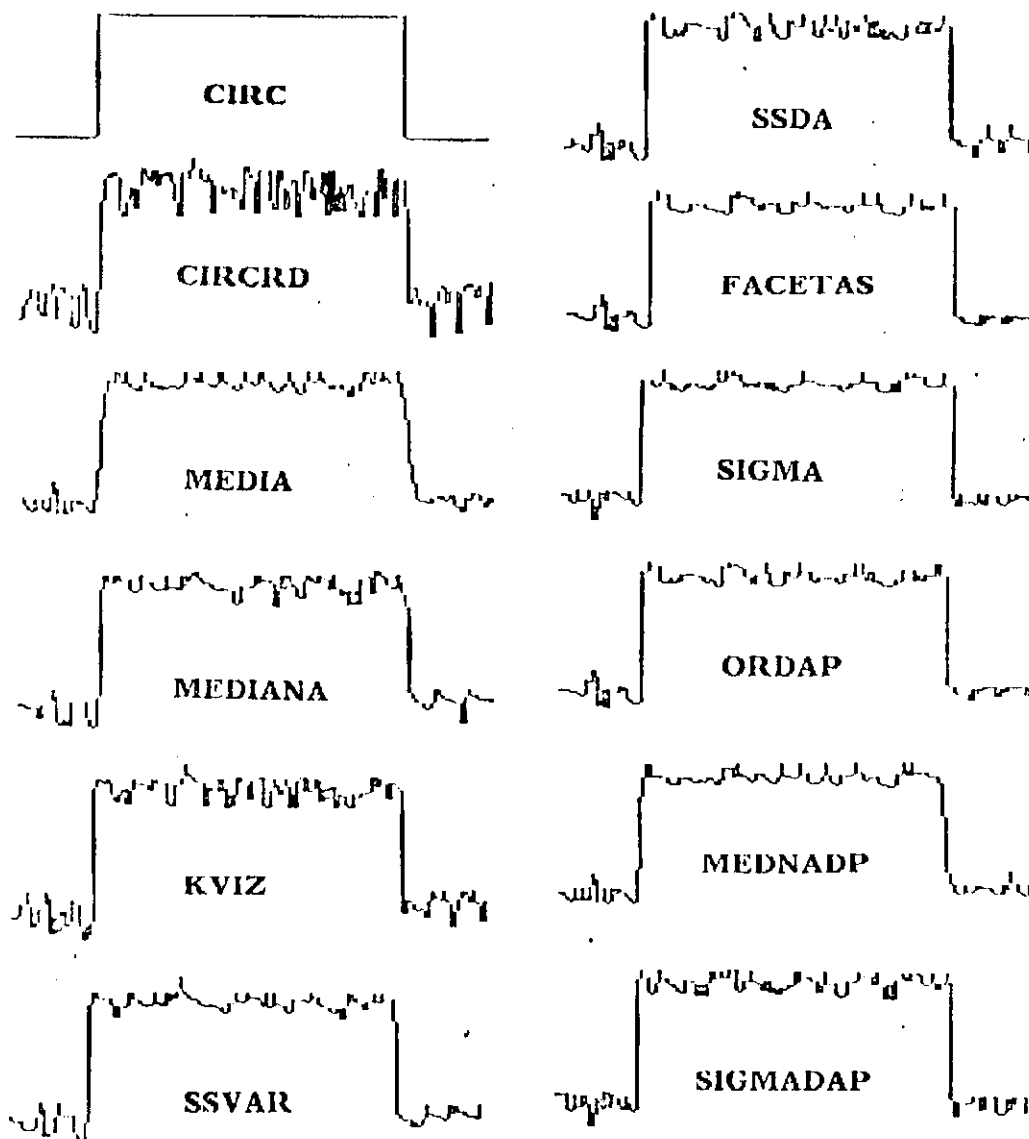 CIRC
CIRCRD
MEDIA
MEDIANA
KVIZ
SSVAR
SSDA
FACETAS
SIGMA
ORDAP
MEDNADP
SIGMADAP